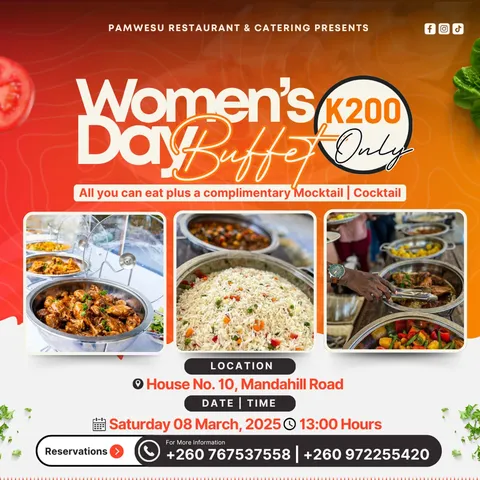 PAMWESU RESTAURANT & CATERING PRESENTS
Women's
Day
Buffet
K200
Only
All you can eat plus a complimentary Mocktail | Cocktail
LOCATION
House No. 10, Mandahill Road
DATE | TIME
Saturday 08 March, 2025 13:00 Hours
Reservations
For More Information
+260 767537558 | +260 972255420